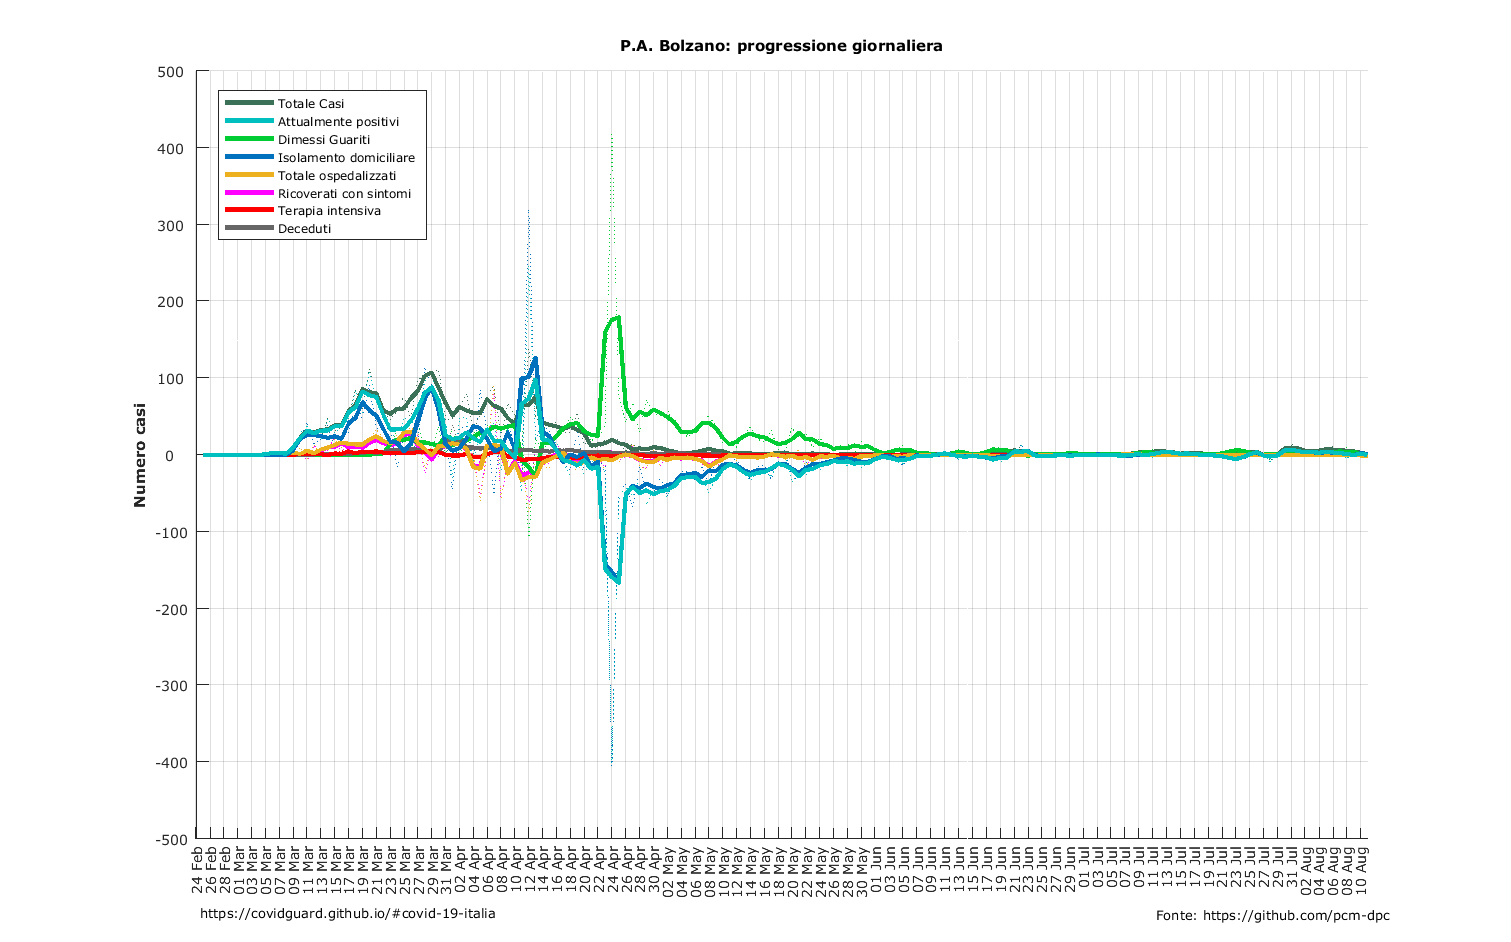 P.A. Bolzano: progressione giornaliera
500
400
300
200
100
0
-100
-200
-300
-400
-500
Numero casi
Totale Casi
Attualmente positivi
Dimessi Guariti
Isolamento domiciliare
Totale ospedalizzati
Ricoverati con sintomi
Terapia intensiva
Deceduti
24 Feb
26 Feb
28 Feb
01 Mar
03 Mar
05 Mar
07 Mar
09 Mar
11 Mar
13 Mar
15 Mar
17 Mar
19 Mar
21 Mar
23 Mar
25 Mar
27 Mar
29 Mar
31 Mar
02 Apr
04 Apr
06 Apr
08 Apr
10 Apr
12 Apr
14 Apr
16 Apr
18 Apr
20 Apr
22 Apr
24 Apr
26 Apr
28 Apr
30 Apr
02 May
04 May
06 May
08 May
10 May
12 May
14 May
16 May
18 May
20 May
22 May
24 May
26 May
28 May
30 May
01 Jun
03 Jun
05 Jun
07 Jun
09 Jun
11 Jun
13 Jun
15 Jun
17 Jun
19 Jun
21 Jun
23 Jun
25 Jun
27 Jun
29 Jun
01 Jul
03 Jul
05 Jul
07 Jul
09 Jul
11 Jul
13 Jul
15 Jul
17 Jul
19 Jul
21 Jul
23 Jul
25 Jul
27 Jul
29 Jul
31 Jul
02 Aug
04 Aug
06 Aug
08 Aug
10 Aug
https://covidguard.github.io/#covid-19-italia
Fonte: https://github.com/pcm-dpc